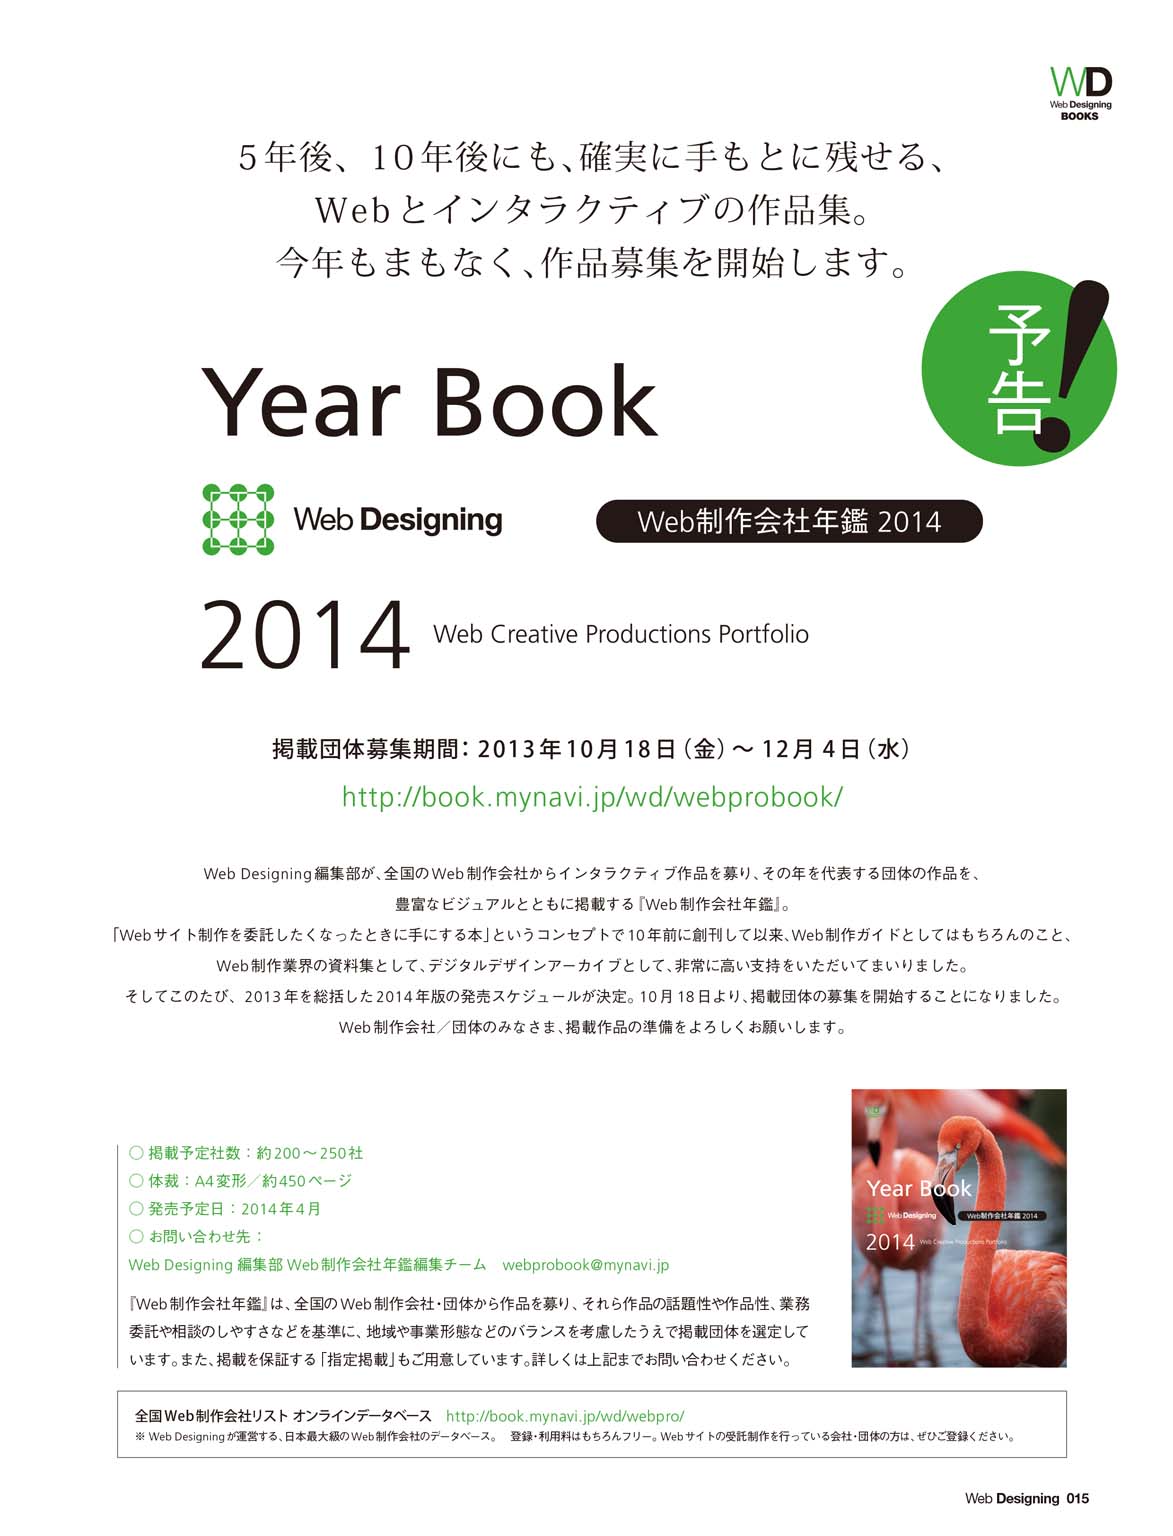 WD
Web Designing
BOOKS
5年後、10年後にも、確実に手もとに残せる、
Webとインタラクティブの作品集。
今年もまもなく、作品募集を開始します。
予告!
Year Book
Web Designing
Web制作会社年鑑 2014
2014 Web Creative Productions Portfolio
掲載団体募集期間：2013年10月18日（金）～12月4日（水）
http://book.mynavi.jp/wd/webprobook/
Web Designing編集部が、全国のWeb制作会社からインタラクティブ作品を募り、その年を代表する団体の作品を、
豊富なビジュアルとともに掲載する『Web制作会社年鑑』。
「Webサイト制作を委託したくなったときに手にする本」というコンセプトで10年前に創刊して以来、Web制作ガイドとしてはもちろんのこと、
Web制作業界の資料集として、デジタルデザインアーカイブとして、非常に高い支持をいただいてまいりました。
そしてこのたび、2013年を総括した2014年版の発売スケジュールが決定。10月18日より、掲載団体の募集を開始することになりました。
Web制作会社／団体のみなさま、掲載作品の準備をよろしくお願いします。
○ 掲載予定社数：約200～250社
○ 体裁：A4変形／約450ページ
○ 発売予定日：2014年4月
○ お問い合わせ先：
Web Designing 編集部 Web制作会社年鑑編集チーム　webprobook@mynavi.jp
『Web制作会社年鑑』は、全国のWeb制作会社・団体から作品を募り、それら作品の話題性や作品性、業務
委託や相談のしやすさなどを基準に、地域や事業形態などのバランスを考慮したうえで掲載団体を選定して
います。また、掲載を保証する「指定掲載」もご用意しています。詳しくは上記までお問い合わせください。
WD
Year Book
Web Designing
Web制作会社年鑑 2014
2014 Web Creative Productions Portfolio
全国Web制作会社リスト オンラインデータベース　http://book.mynavi.jp/wd/webpro/
※ Web Designingが運営する、日本最大級のWeb制作会社のデータベース。　登録・利用料はもちろんフリー。Webサイトの受託制作を行っている会社・団体の方は、ぜひご登録ください。
Web Designing 015